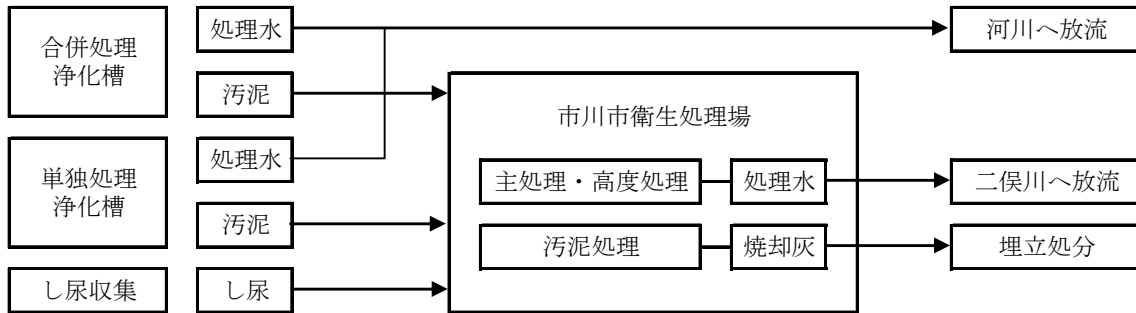 合併処理
浄化槽
処理水
河川へ放流
汚泥
市川市衛生処理場
単独処理
浄化槽
処理水
主処理・高度処理
処理水
二俣川へ放流
汚泥
汚泥処理
焼却灰
埋立処分
し尿収集
し尿